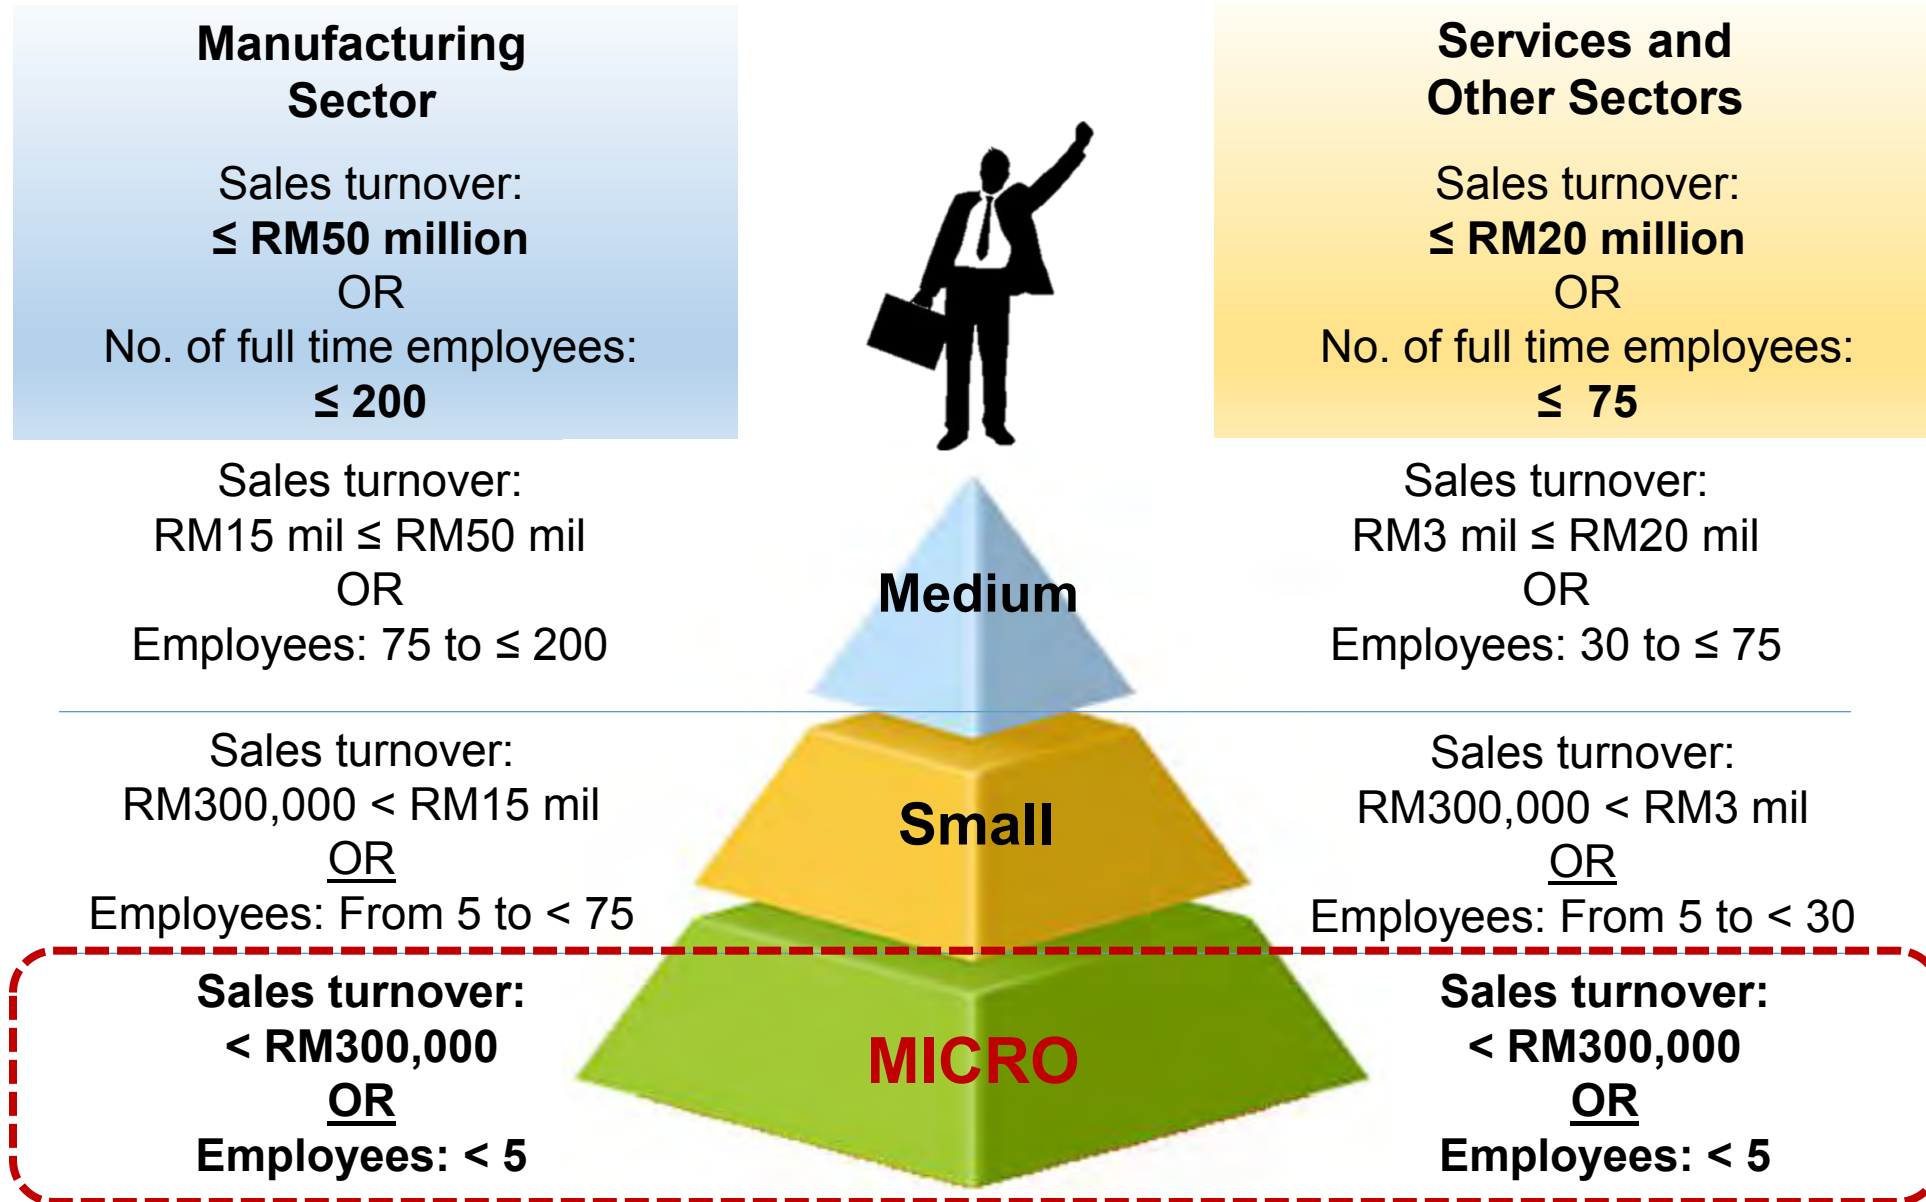 Manufacturing
Sector
Sales turnover:
≤ RM50 million
OR
No. of full time employees:
≤ 200
Services and
Other Sectors
Sales turnover:
≤ RM20 million
OR
No. of full time employees:
≤ 75
Sales turnover:
RM15 mil ≤ RM50 mil
OR
Employees: 75 to ≤ 200
Medium
Sales turnover:
RM3 mil ≤ RM20 mil
OR
Employees: 30 to ≤ 75
Sales turnover:
RM300,000 < RM15 mil
OR
Employees: From 5 to < 75
Small
Sales turnover:
RM300,000 < RM3 mil
OR
Employees: From 5 to < 30
Sales turnover:
< RM300,000
OR
Employees: < 5
MICRO
Sales turnover:
< RM300,000
OR
Employees: < 5